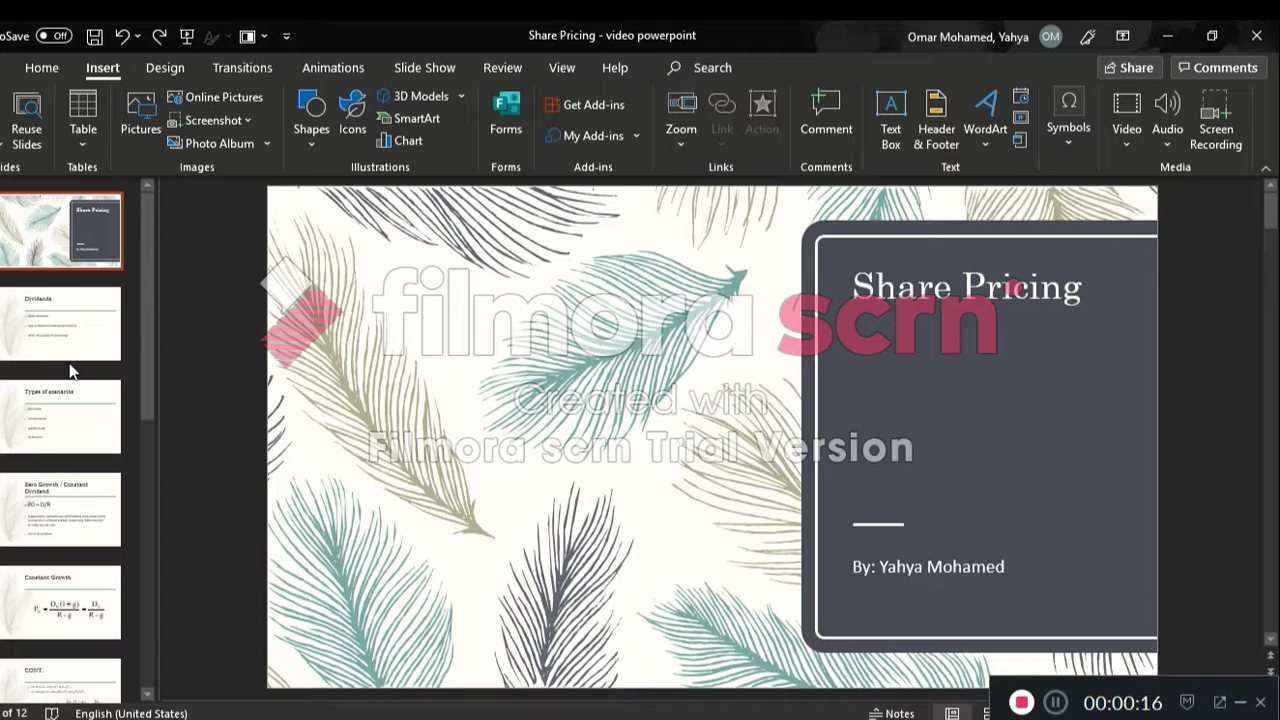 oSave Off
Share Pricing - video powerpoint
Omar Mohamed, Yahya OM
Home Insert Design Transitions Animations Slide Show Review View Help Search
Share Comments
Reuse
Slides
Table
Pictures
Online Pictures
Screenshot
Photo Album
Shapes
Icons
3D Models
SmartArt
Chart
Forms
Get Add-ins
My Add-ins
Zoom
Link
Action
Comment
Text
Box
Header
& Footer
WordArt
Symbols
Video
Audio
Screen
Recording
lides
Tables
Images
Illustrations
Forms
Add-ins
Links
Comments
Text
Media
Share Pricing
Dividends
Types of scenarios
Zero Growth / Constant
Dividend
Constant Growth
CONT.
Share Pricing
By: Yahya Mohamed
filmora scrn
Created with
Filmora scrn Trial Version
of 12
English (United States)
Notes
00:00:16